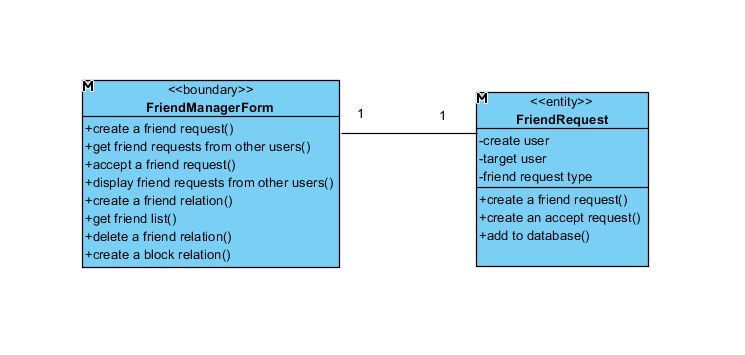 M
<<boundary>>
FriendManagerForm
+create a friend request()
+get friend requests from other users()
+accept a friend request()
+display friend requests from other users()
+create a friend relation()
+get friend list()
+delete a friend relation()
+create a block relation()
1
1
M
<<entity>>
FriendRequest
-create user
-target user
-friend request type
+create a friend request()
+create an accept request()
+add to database()